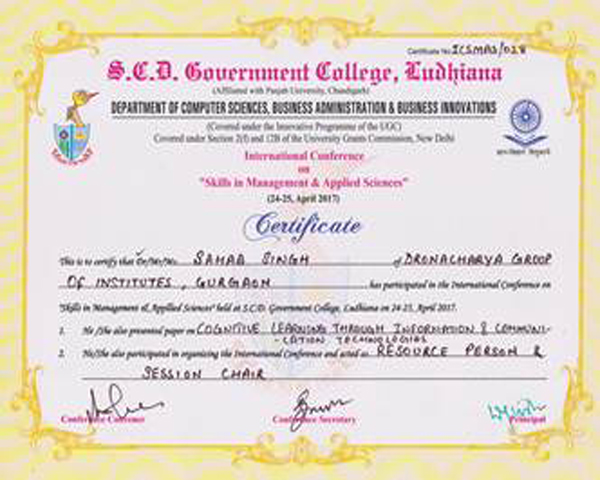 Certificate No. ICSMAS/028
S.C.D. Government College, Ludhiana
(Affiliated with Panjab University, Chandigarh)
DEPARTMENT OF COMPUTER SCIENCES, BUSINESS ADMINISTRATION & BUSINESS INNOVATIONS
(Covered under the Innovative Programme of the UGC)
Covered under Section 2(f) and 12B of the University Grants Commission, New Delhi
International Conference
on
"Skills in Management & Applied Sciences"
(24-25, April 2017)
Certificate
This is to certify that Dr/Mr/Ms. SAHAB SINGH of DRONACHARYA GROOP
OF INSTITUTES, GURGAON has participated in the International Conference on
"Skills in Management & Applied Sciences" held at S.C.D. Government College, Ludhiana on 24-25, April 2017.
1. He/She also presented paper on COGNITIVE LEARNING THROUGH INFORMATION & COMMUNI-
-CATION TECHNOLOGIES
2. He/She also participated in organizing the International Conference and acted as RESOURCE PERSON &
SESSION CHAIR
Conference Convener Conference Secretary Principal